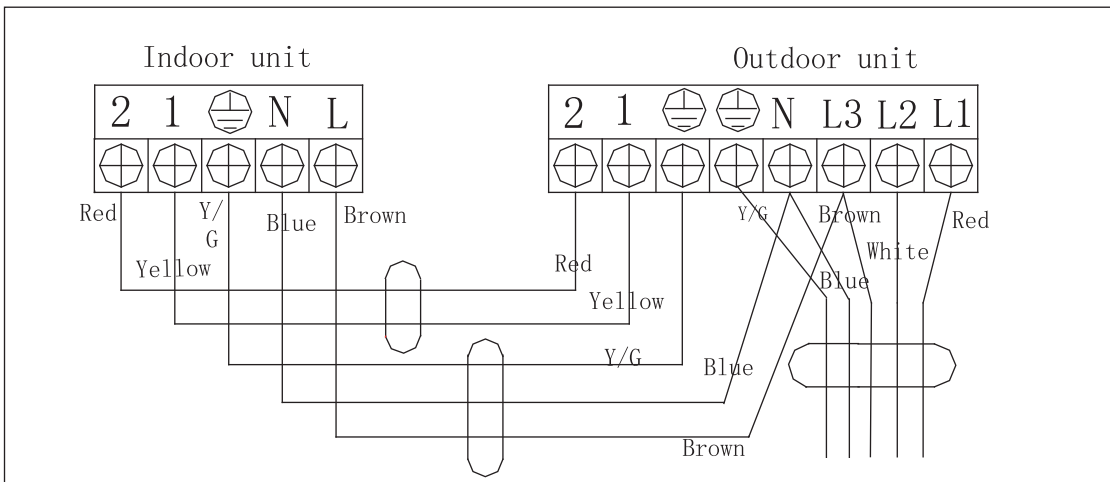 Indoor unit
Outdoor unit
2 1 N L
2 1 N L3 L2 L1
Red
Y/
G
Blue
Brown
Yellow
Y/G
Brown
Red
White
Blue
Red
Yellow
Y/G
Blue
Brown